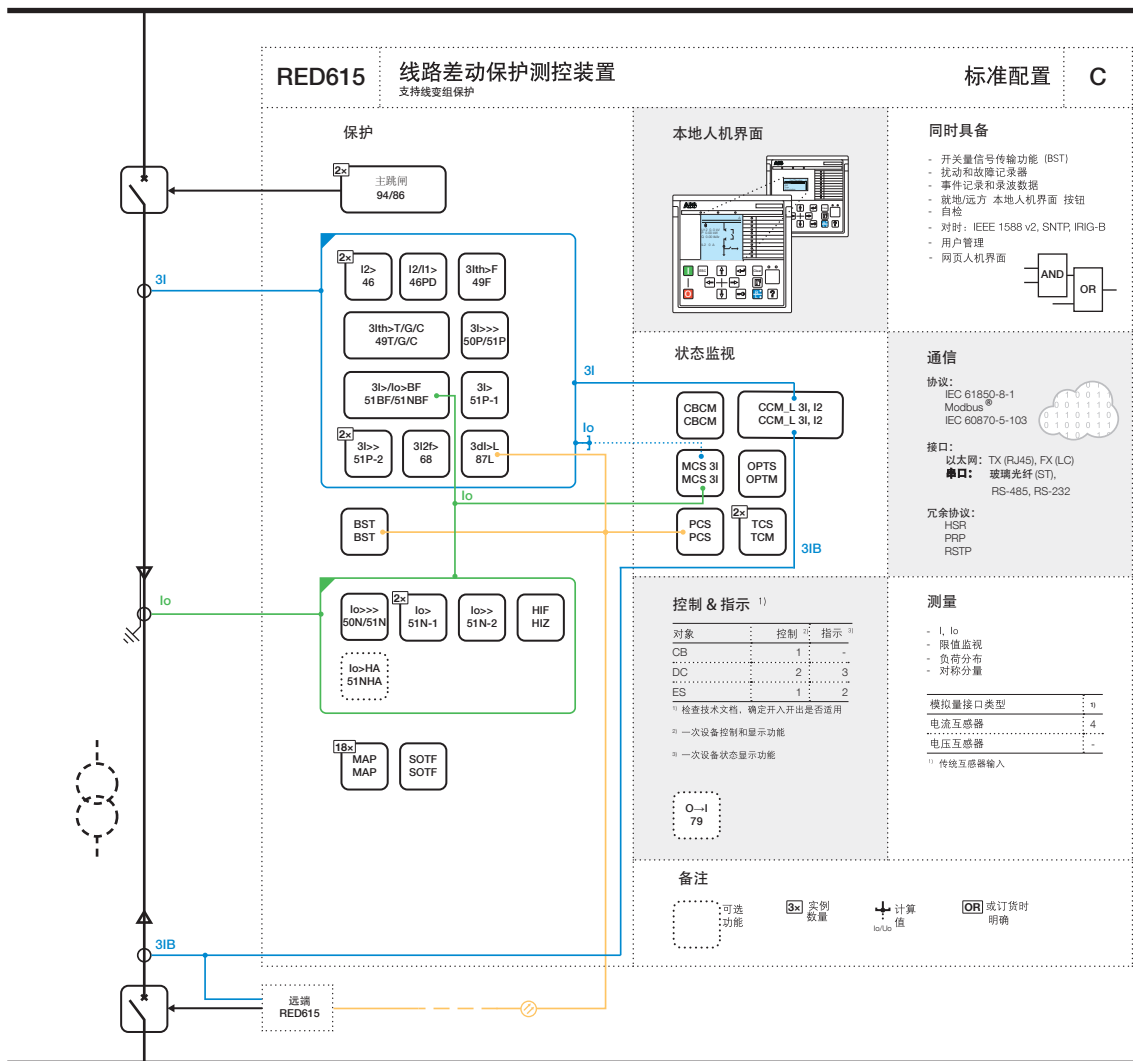 RED615
线路差动保护测控装置
支持线变组保护
标准配置
C
保护
2×
主跳闸
94/86
3I
2×
I2>
46
I2/I1>
46PD
3Ith>F
49F
3Ith>T/G/C
49T/G/C
3I>>>
50P/51P
3I>/Io>BF
51BF/51NBF
3I>
51P-1
2×
3I>>
51P-2
3I2f>
68
3dI>L
87L
3I
Io
Io
BST
BST
Io
Io>>>
50N/51N
2×
Io>
51N-1
Io>>
51N-2
HIF
HIZ
Io>HA
51NHA
18×
MAP
MAP
SOTF
SOTF
3IB
远端
RED615
本地人机界面
ABB
ABB
状态监视
CBCM
CBCM
CCM_L 3I, I2
CCM_L 3I, I2
MCS 3I
MCS 3I
OPTS
OPTM
PCS
PCS
2×
TCS
TCM
3IB
控制 & 指示 1)
对象 控制 2) 指示 3)
CB 1 -
DC 2 3
ES 1 2
1) 检查技术文档，确定开入开出是否适用
2) 一次设备控制和显示功能
3) 一次设备状态显示功能
O→I
79
同时具备
- 开关量信号传输功能 (BST)
- 扰动和故障记录器
- 事件记录和录波数据
- 就地/远方 本地人机界面 按钮
- 自检
- 对时：IEEE 1588 v2, SNTP, IRIG-B
- 用户管理
- 网页人机界面
AND
OR
通信
协议：
IEC 61850-8-1
Modbus®
IEC 60870-5-103
接口：
以太网：TX (RJ45), FX (LC)
串口： 玻璃光纤 (ST),
RS-485, RS-232
冗余协议：
HSR
PRP
RSTP
测量
- I, Io
- 限值监视
- 负荷分布
- 对称分量
模拟量接口类型 1)
电流互感器 4
电压互感器 -
1) 传统互感器输入
备注
可选
功能
3×
实例
数量
Io/Uo
计算
值
OR
或订货时
明确